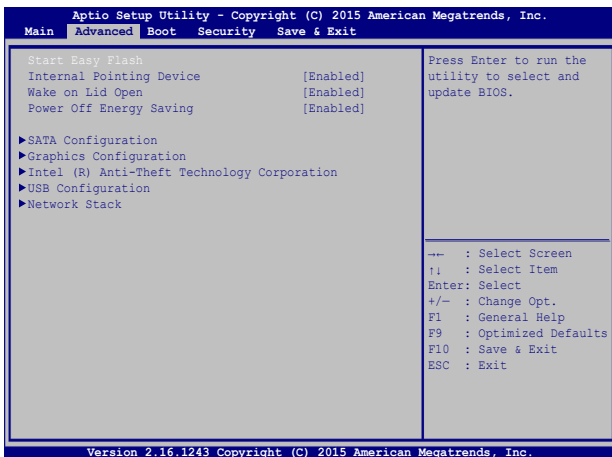 Aptio Setup Utility - Copyright (C) 2015 American Megatrends, Inc.
Main Advanced Boot Security Save & Exit
Start Easy Flash
Internal Pointing Device [Enabled]
Wake on Lid Open [Enabled]
Power Off Energy Saving [Enabled]
▶SATA Configuration
▶Graphics Configuration
▶Intel (R) Anti-Theft Technology Corporation
▶USB Configuration
▶Network Stack
Press Enter to run the
utility to select and
update BIOS.
→← : Select Screen
↑↓ : Select Item
Enter: Select
+/— : Change Opt.
F1 : General Help
F9 : Optimized Defaults
F10 : Save & Exit
ESC : Exit
Version 2.16.1243 Copyright (C) 2015 American Megatrends, Inc.